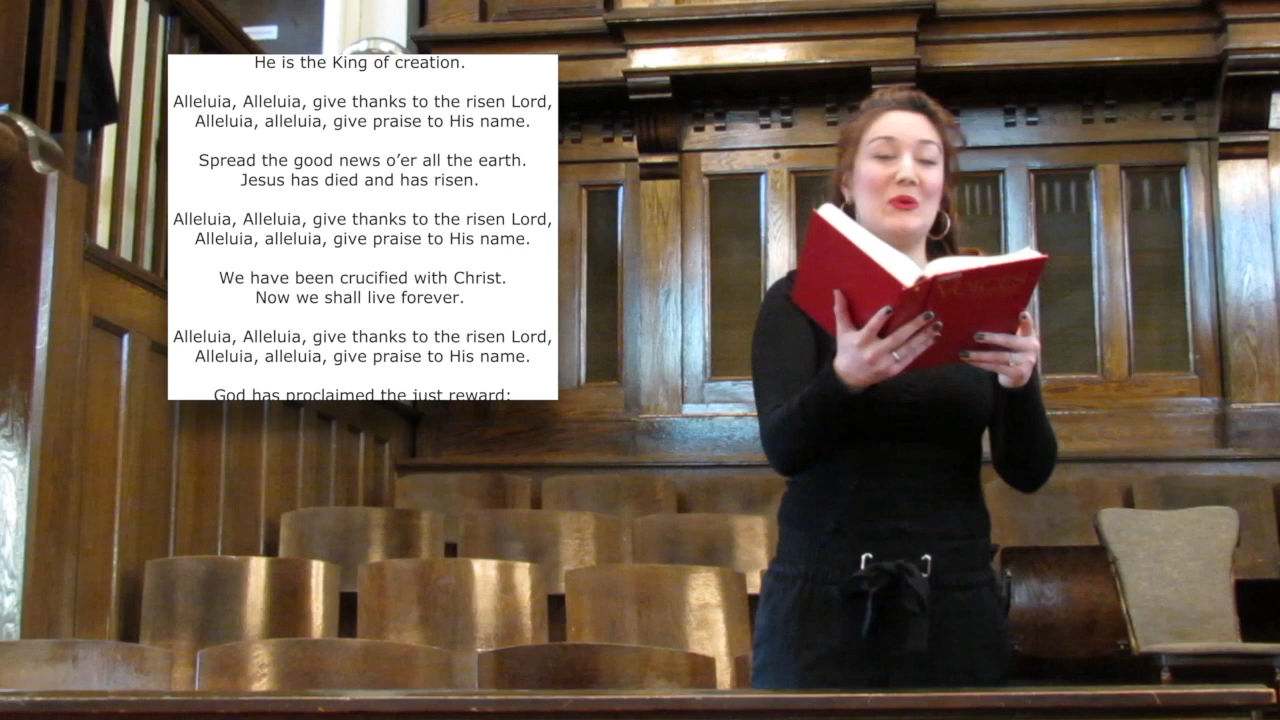 He is the King of creation.
Alleluia, Alleluia, give thanks to the risen Lord,
Alleluia, alleluia, give praise to His name.
Spread the good news o’er all the earth.
Jesus has died and has risen.
Alleluia, Alleluia, give thanks to the risen Lord,
Alleluia, alleluia, give praise to His name.
We have been crucified with Christ.
Now we shall live forever.
Alleluia, Alleluia, give thanks to the risen Lord,
Alleluia, alleluia, give praise to His name.
God has proclaimed the just reward: